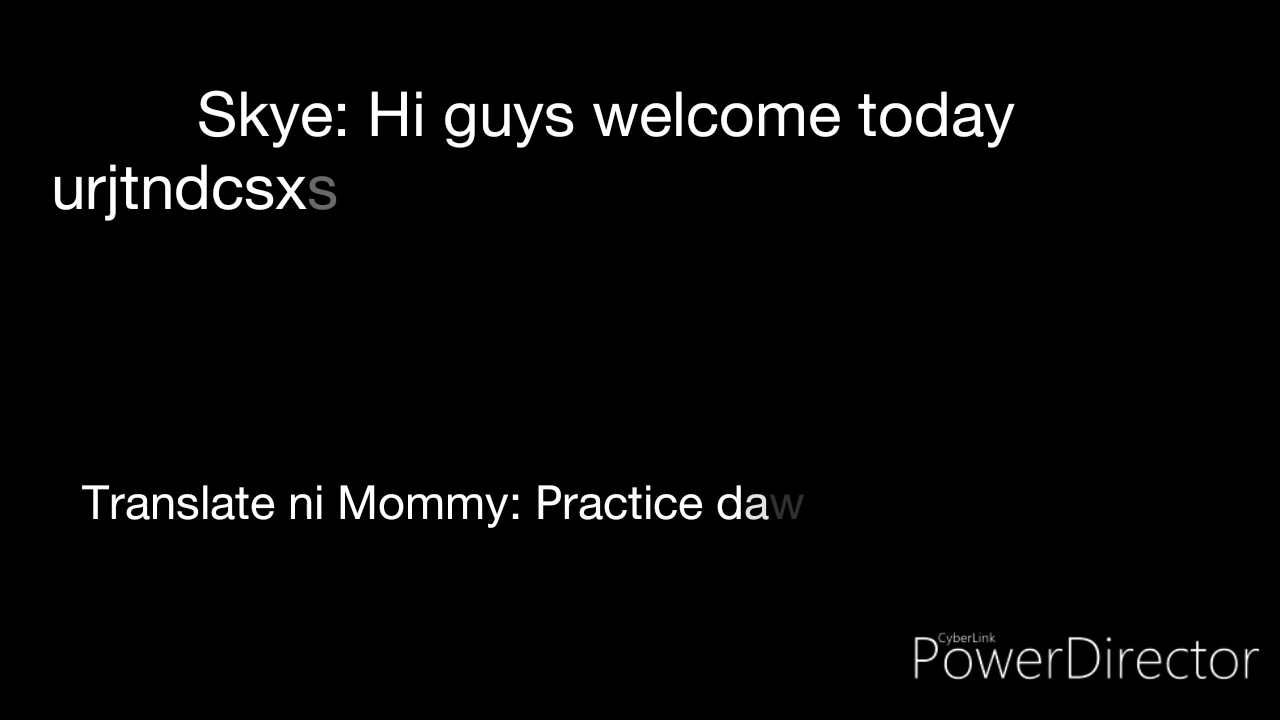 Skye: Hi guys welcome today
urjtndcsxs
Translate ni Mommy: Practice daw
CyberLink
PowerDirector